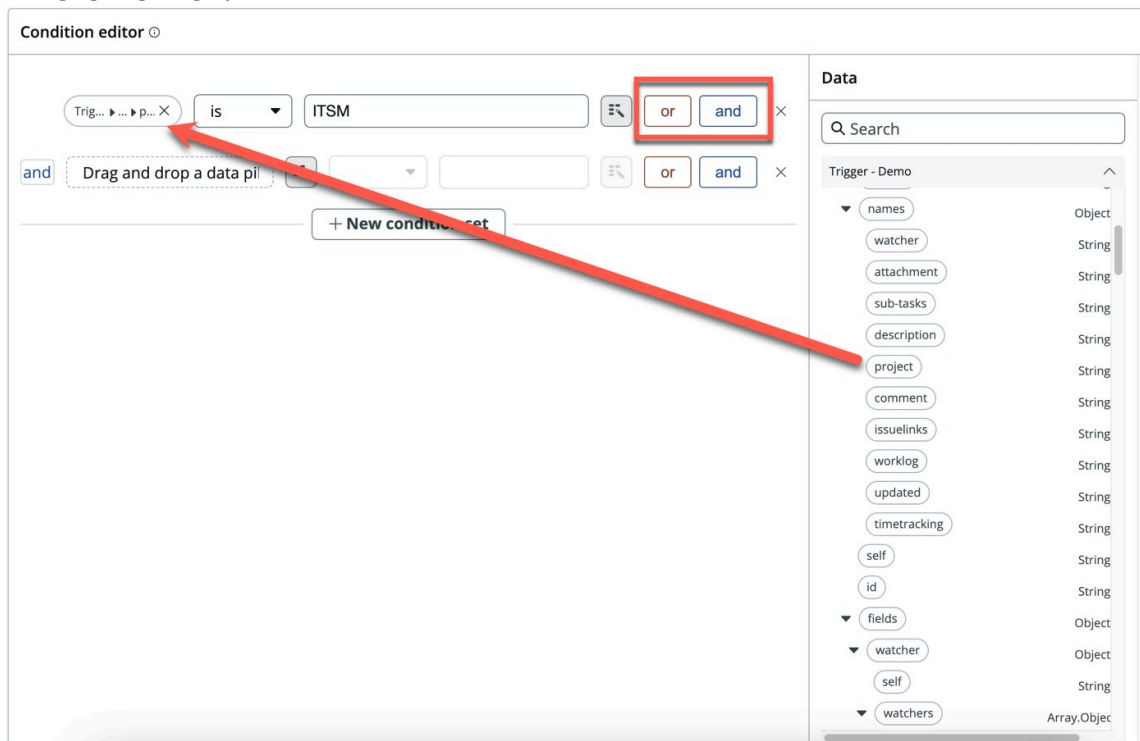 Condition editor
Data
Trig... ▸ ... ▸ p... × is ITSM or and ×
Search
and Drag and drop a data pil or and ×
Trigger - Demo
names Object
+ New condition set
watcher String
attachment String
sub-tasks String
description String
project String
comment String
issuelinks String
worklog String
updated String
timetracking String
self String
id String
fields Object
watcher Object
self String
watchers Array.Objec